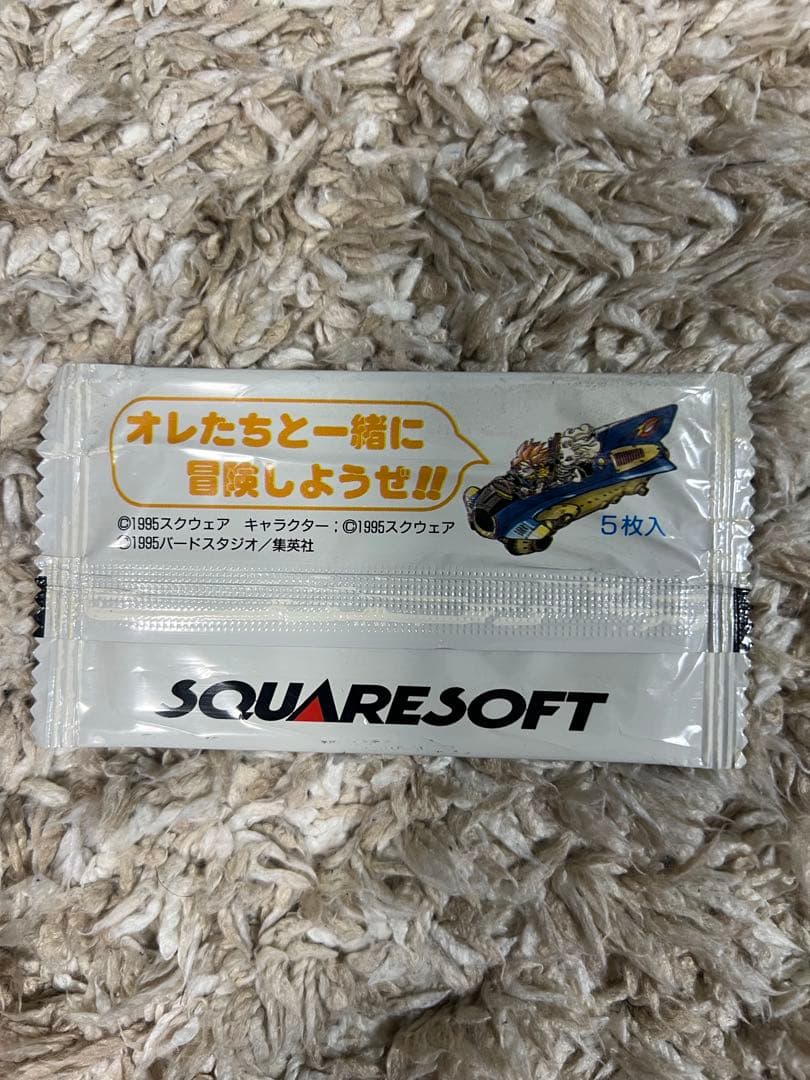 オレたちと一緒に
冒険しようぜ!!
©1995スクウェア キャラクター;©1995スクウェア
©1995バードスタジオ/集英社
5枚入
SQUARESOFT